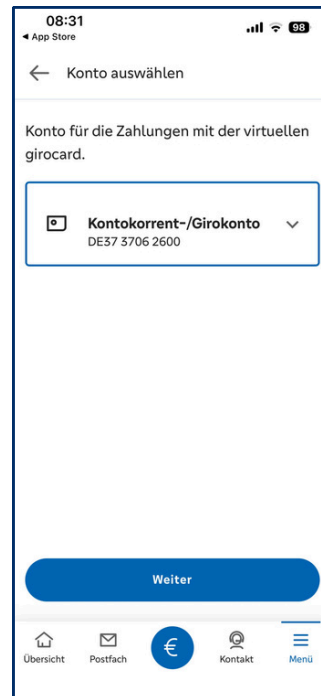 08:31
98
◀ App Store
Konto auswählen
Konto für die Zahlungen mit der virtuellen
girocard.
Kontokorrent-/Girokonto
DE37 3706 2600
Weiter
€
Übersicht Postfach Kontakt Menü